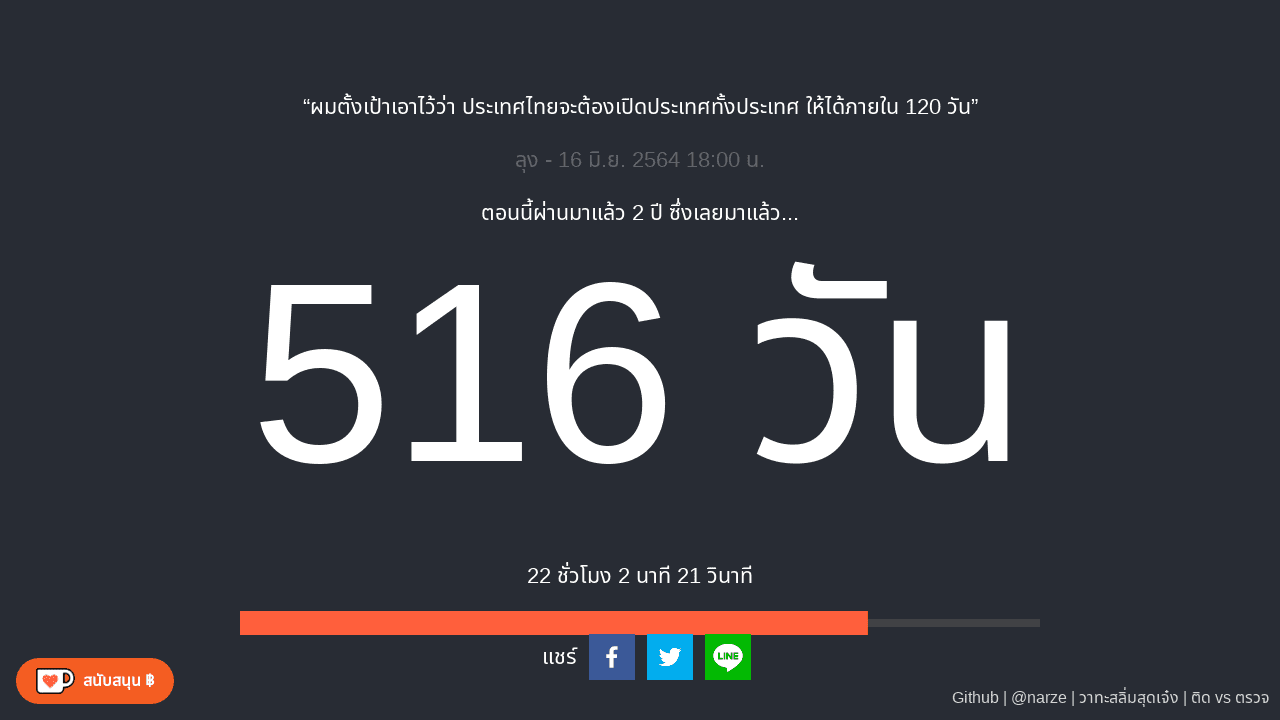 “ผมตั้งเป้าเอาไว้ว่า ประเทศไทยจะต้องเปิดประเทศทั้งประเทศ ให้ได้ภายใน 120 วัน”
ลุง - 16 มิ.ย. 2564 18:00 น.
ตอนนี้ผ่านมาแล้ว 2 ปี ซึ่งเลยมาแล้ว...
516 วัน
22 ชั่วโมง 2 นาที 21 วินาที
แชร์
LINE
สนับสนุน ฿
Github | @narze | วาทะสลิ่มสุดเจ๋ง | ติด vs ตรวจ